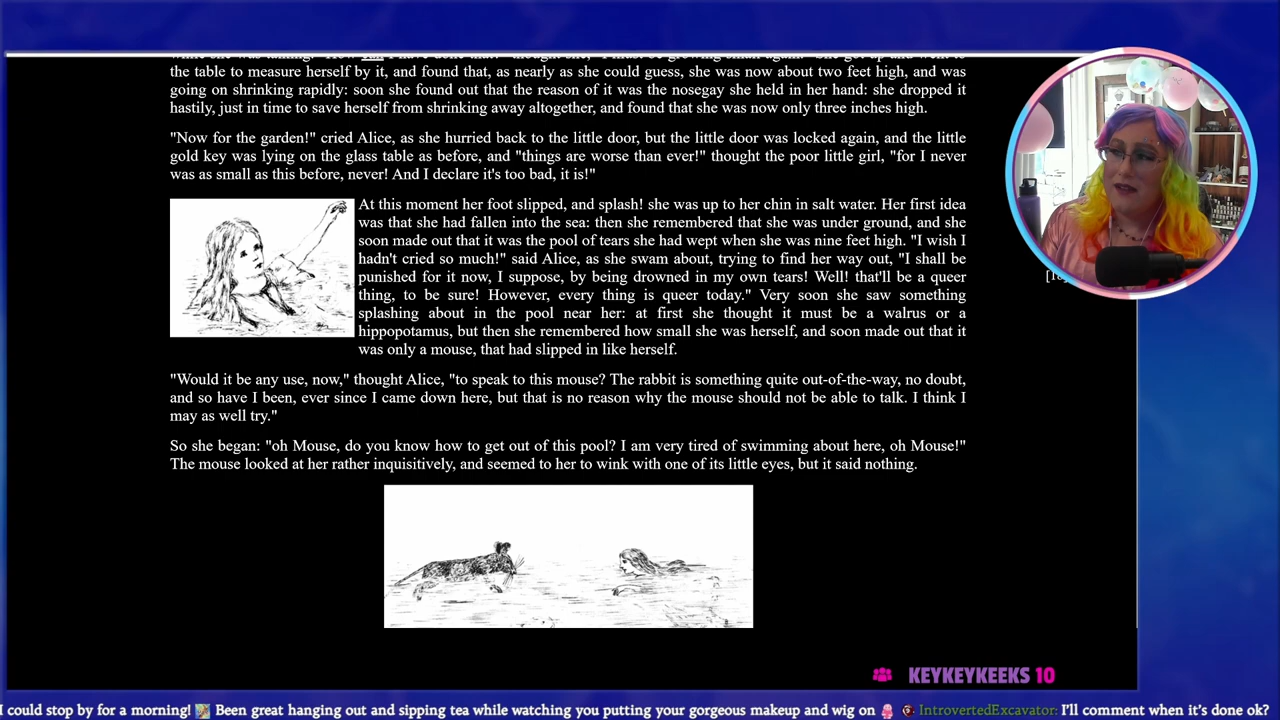 the table to measure herself by it, and found that, as nearly as she could guess, she was now about two feet high, and was
going on shrinking rapidly: soon she found out that the reason of it was the nosegay she held in her hand: she dropped it
hastily, just in time to save herself from shrinking away altogether, and found that she was now only three inches high.
"Now for the garden!" cried Alice, as she hurried back to the little door, but the little door was locked again, and the little
gold key was lying on the glass table as before, and "things are worse than ever!" thought the poor little girl, "for I never
was as small as this before, never! And I declare it's too bad, it is!"
At this moment her foot slipped, and splash! she was up to her chin in salt water. Her first idea
was that she had fallen into the sea: then she remembered that she was under ground, and she
soon made out that it was the pool of tears she had wept when she was nine feet high. "I wish I
hadn't cried so much!" said Alice, as she swam about, trying to find her way out, "I shall be
punished for it now, I suppose, by being drowned in my own tears! Well! that'll be a queer
thing, to be sure! However, every thing is queer today." Very soon she saw something
splashing about in the pool near her: at first she thought it must be a walrus or a
hippopotamus, but then she remembered how small she was herself, and soon made out that it
was only a mouse, that had slipped in like herself.
"Would it be any use, now," thought Alice, "to speak to this mouse? The rabbit is something quite out-of-the-way, no doubt,
and so have I been, ever since I came down here, but that is no reason why the mouse should not be able to talk. I think I
may as well try."
So she began: "oh Mouse, do you know how to get out of this pool? I am very tired of swimming about here, oh Mouse!"
The mouse looked at her rather inquisitively, and seemed to her to wink with one of its little eyes, but it said nothing.
KEYKEYKEEKS 10
I could stop by for a morning! Been great hanging out and sipping tea while watching you putting your gorgeous makeup and wig on IntrovertedExcavator: I'll comment when it's done ok?